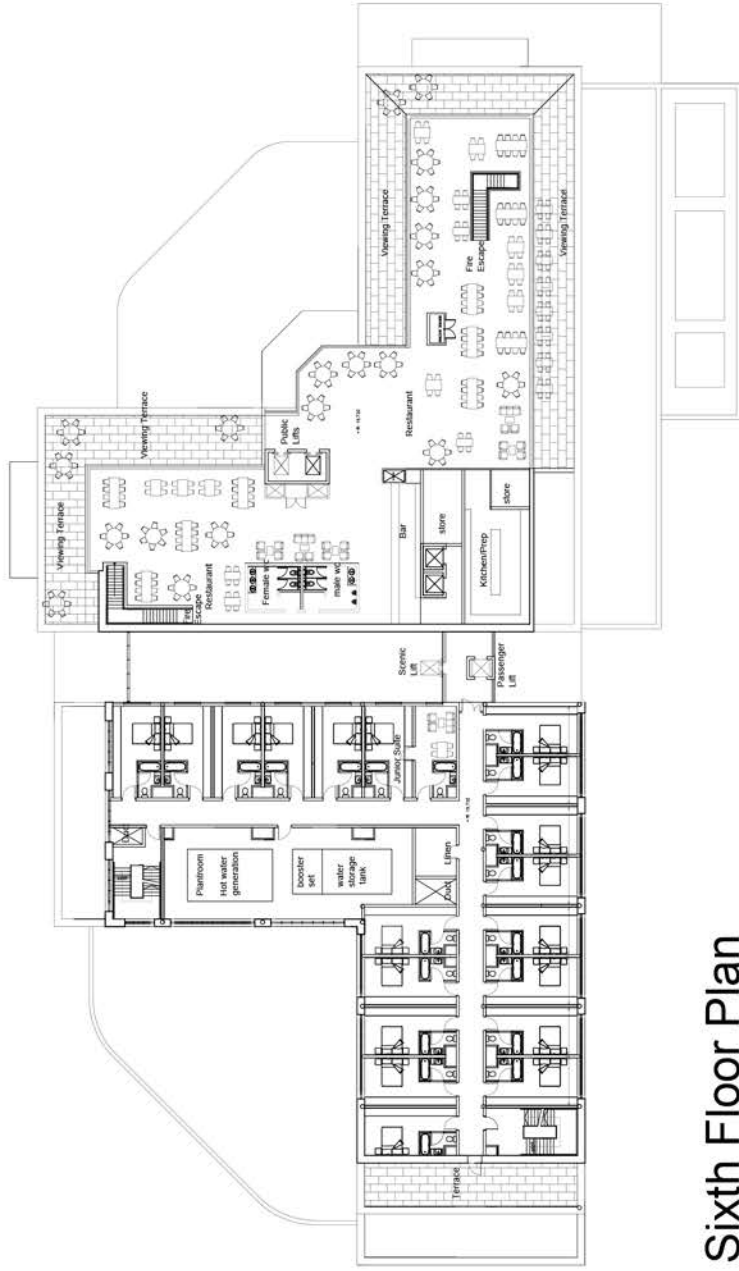 Viewing Terrace
Viewing Terrace
Viewing Terrace
Viewing Terrace
Fire
Escape
Restaurant
Public
Lifts
Fire
Escape
Restaurant
Female wc
male wc
Bar
store
store
Kitchen/Prep
Scenic
Lift
Passenger
Lift
Junior Suite
Plantroom
Hot water
generation
booster
set
water
storage
tank
Linen
Duct
Terrace
Sixth Floor Plan